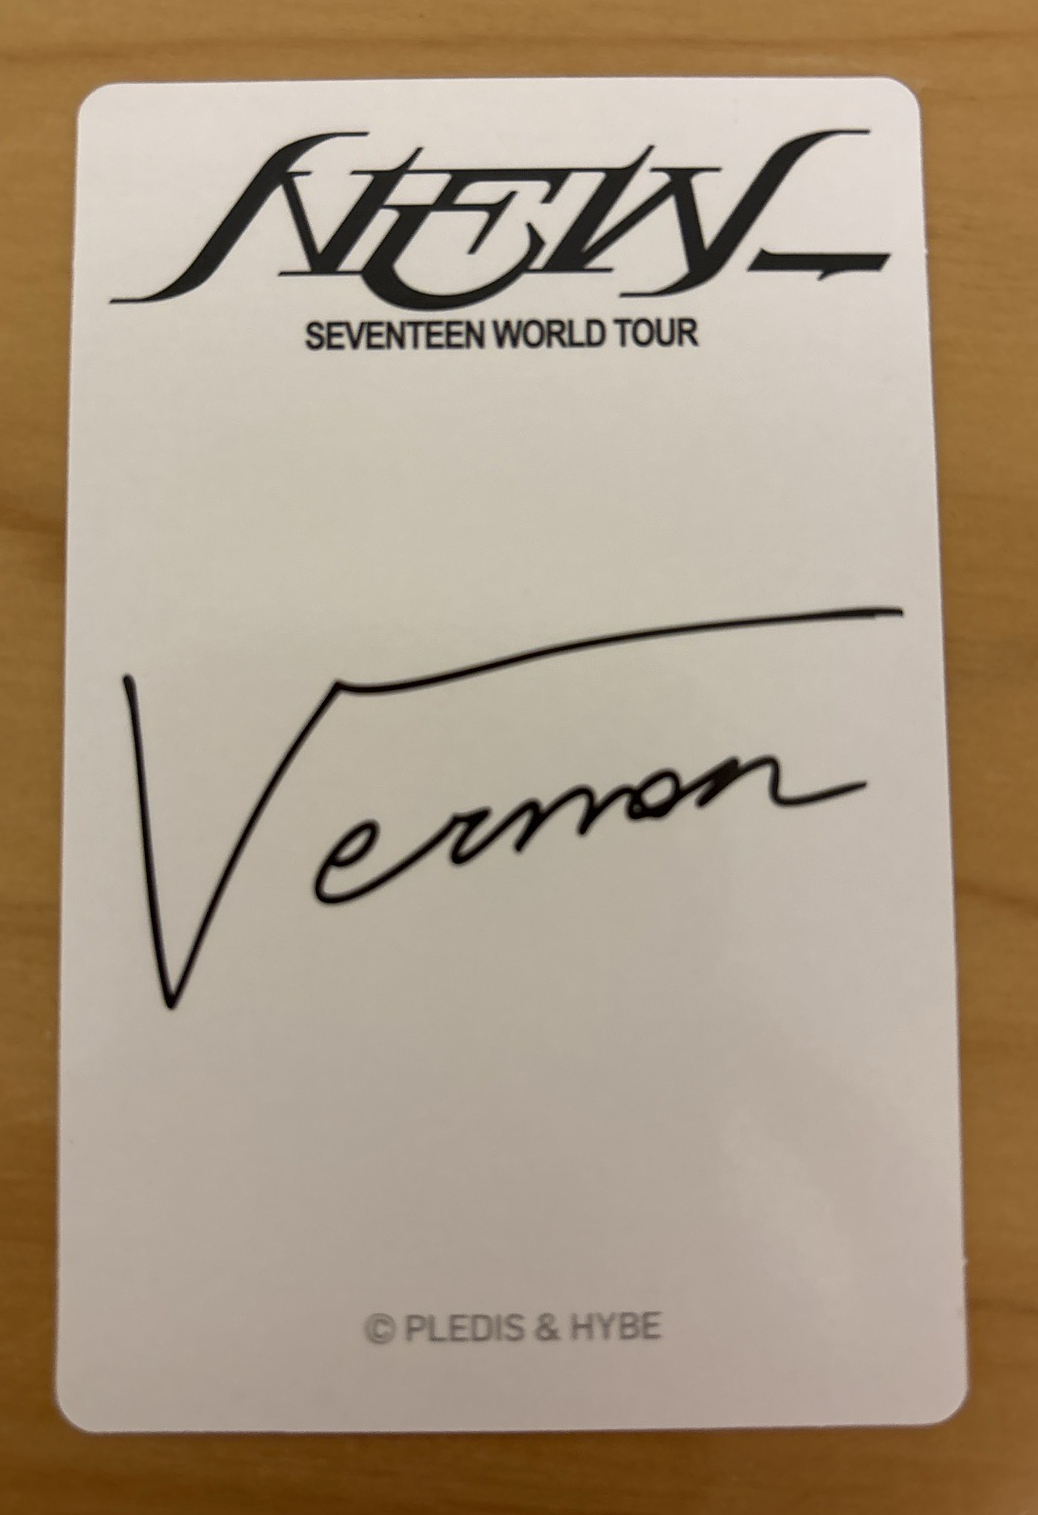 NEW_
SEVENTEEN WORLD TOUR
Vernon
© PLEDIS & HYBE